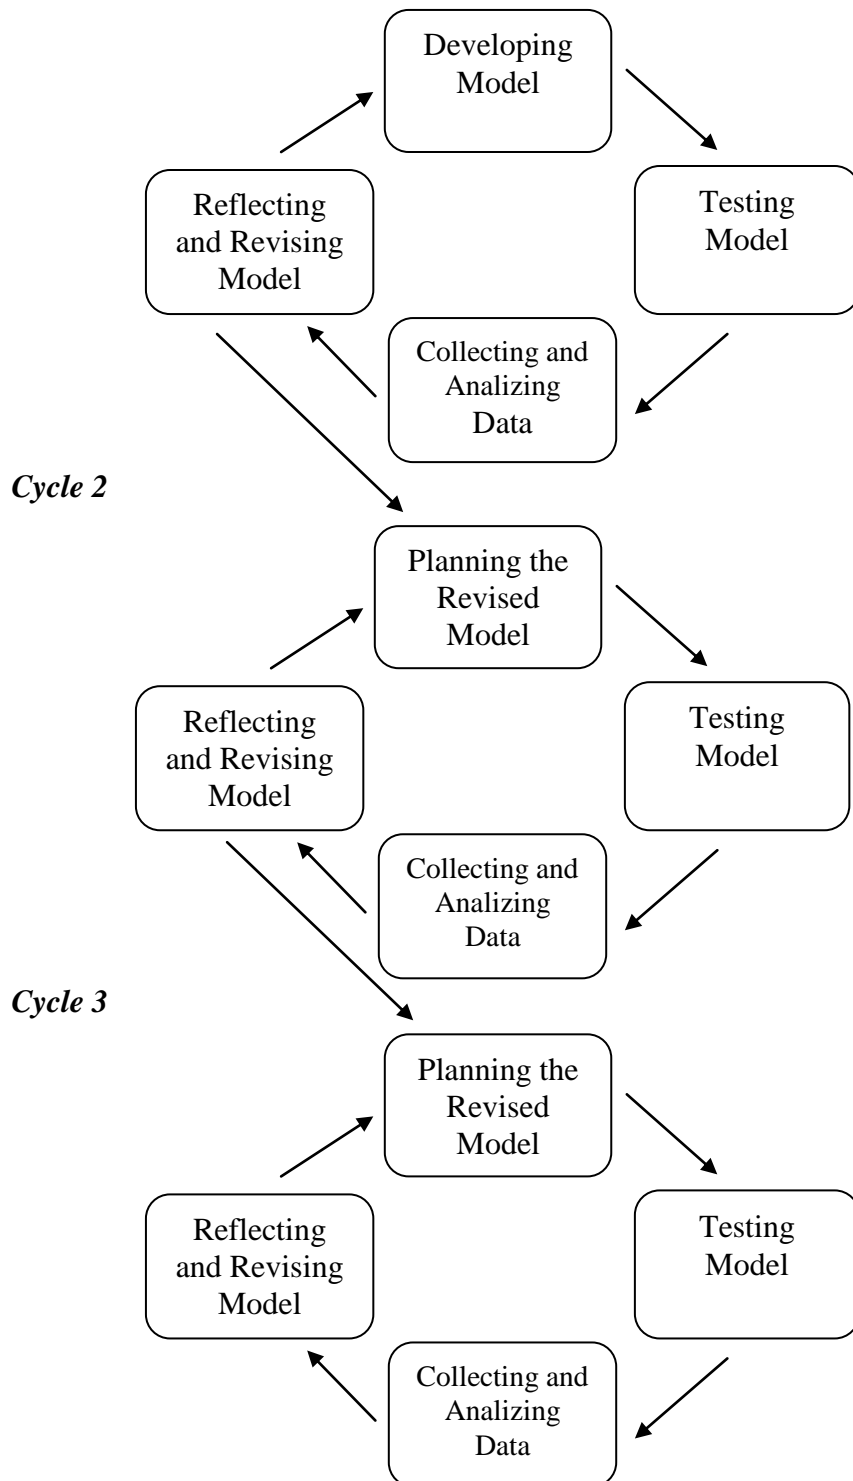 Developing
Model
Reflecting
and Revising
Model
Testing
Model
Collecting and
Analizing
Data
Cycle 2
Planning the
Revised
Model
Reflecting
and Revising
Model
Testing
Model
Collecting and
Analizing
Data
Cycle 3
Planning the
Revised
Model
Reflecting
and Revising
Model
Testing
Model
Collecting and
Analizing
Data